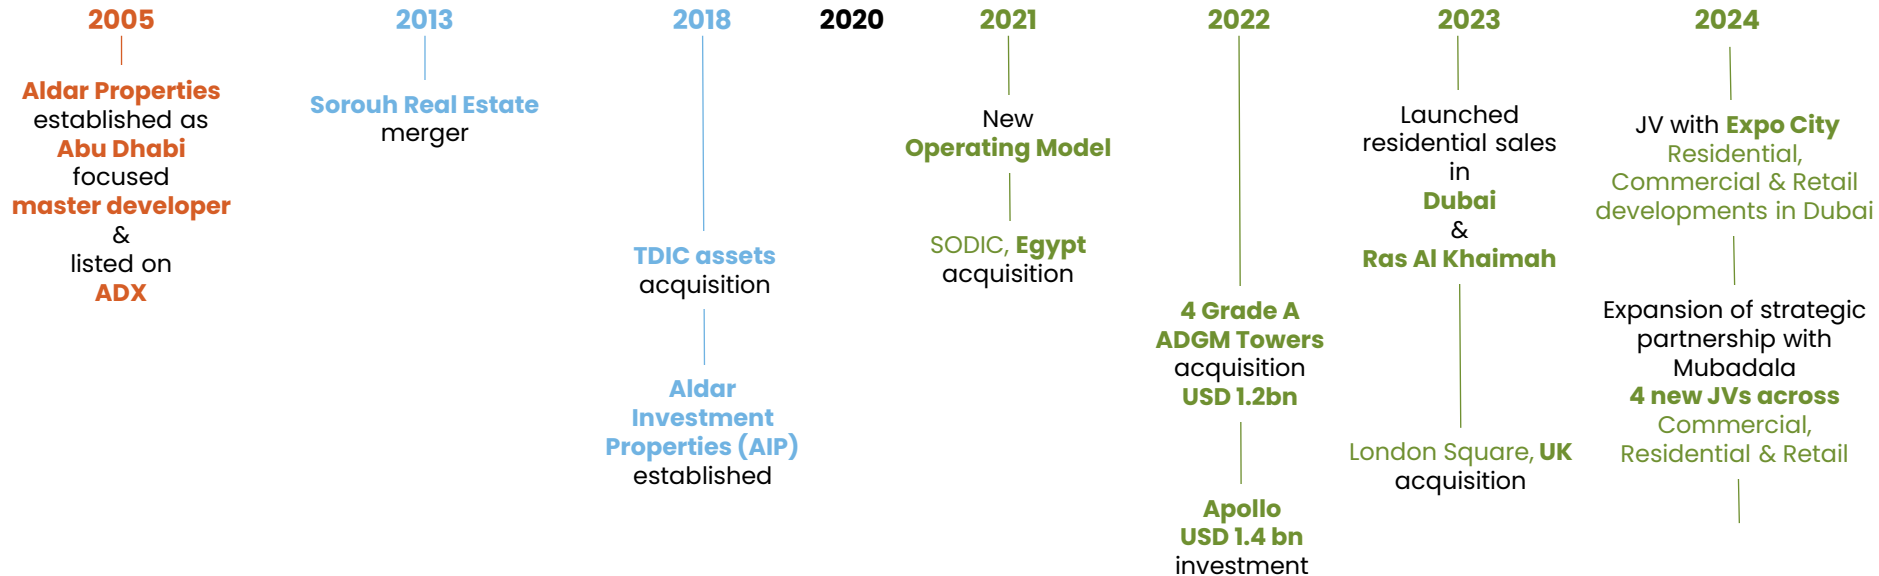 2005
Aldar Properties
established as
Abu Dhabi
focused
master developer
&
listed on
ADX
2013
Sorouh Real Estate
merger
2018
TDIC assets
acquisition
Aldar
Investment
Properties (AIP)
established
2020
2021
New
Operating Model
SODIC, Egypt
acquisition
2022
4 Grade A
ADGM Towers
acquisition
USD 1.2bn
Apollo
USD 1.4 bn
investment
2023
Launched
residential sales
in
Dubai
&
Ras Al Khaimah
London Square, UK
acquisition
2024
JV with Expo City
Residential,
Commercial & Retail
developments in Dubai
Expansion of strategic
partnership with
Mubadala
4 new JVs across
Commercial,
Residential & Retail